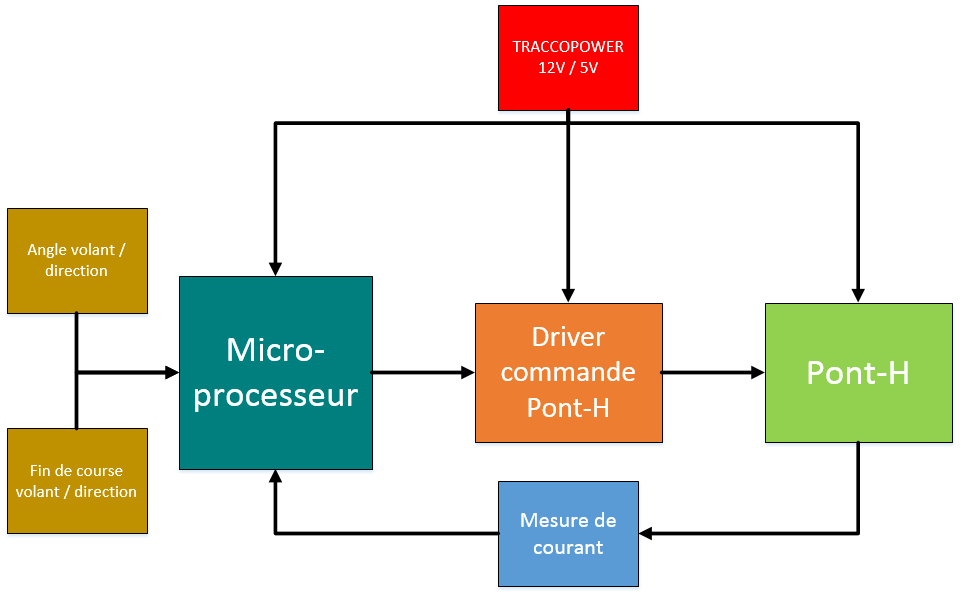 TRACCOPOWER
12V / 5V
Angle volant /
direction
Micro-
processeur
Driver
commande
Pont-H
Pont-H
Fin de course
volant / direction
Mesure de
courant